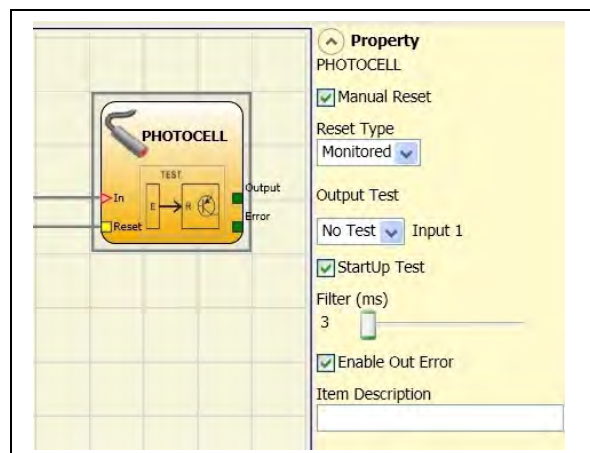 PHOTOCELL
TEST
In
E
R
Output
Reset
Error
Property
PHOTOCELL
Manual Reset
Reset Type
Monitored
Output Test
No Test Input 1
StartUp Test
Filter (ms)
3
Enable Out Error
Item Description